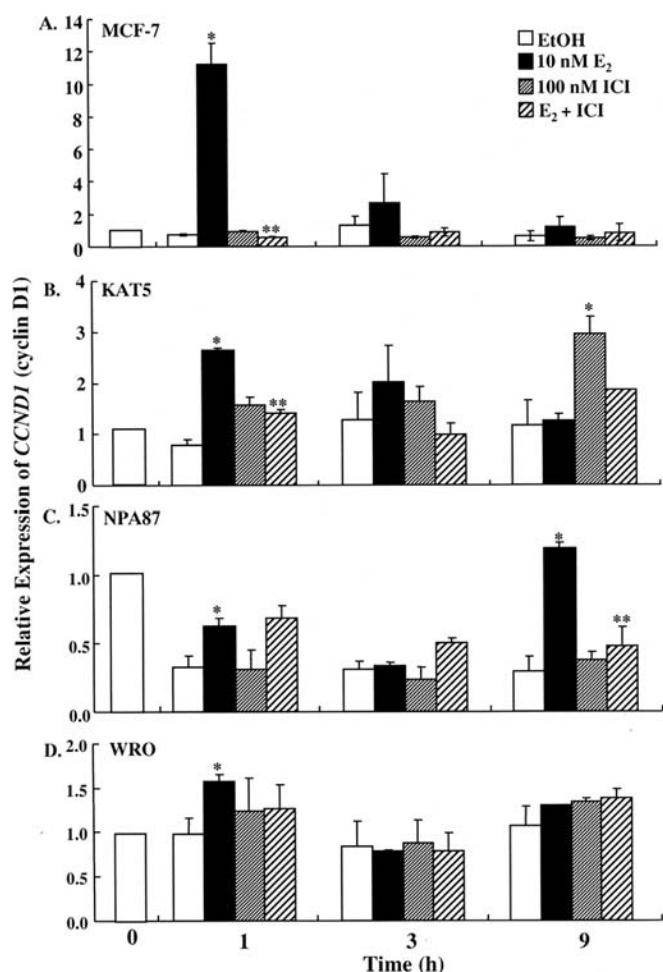 A. MCF-7
14
12
10
8
6
4
2
0
*
**
EtOH
10 nM E₂
100 nM ICI
E₂ + ICI
B. KAT5
4
3
2
1
0
*
**
*
C. NPA87
1.5
1.0
0.5
0.0
*
*
**
D. WRO
2.0
1.5
1.0
0.5
0.0
*
0 1 3 9
Time (h)
Relative Expression of CCND1 (cyclin D1)